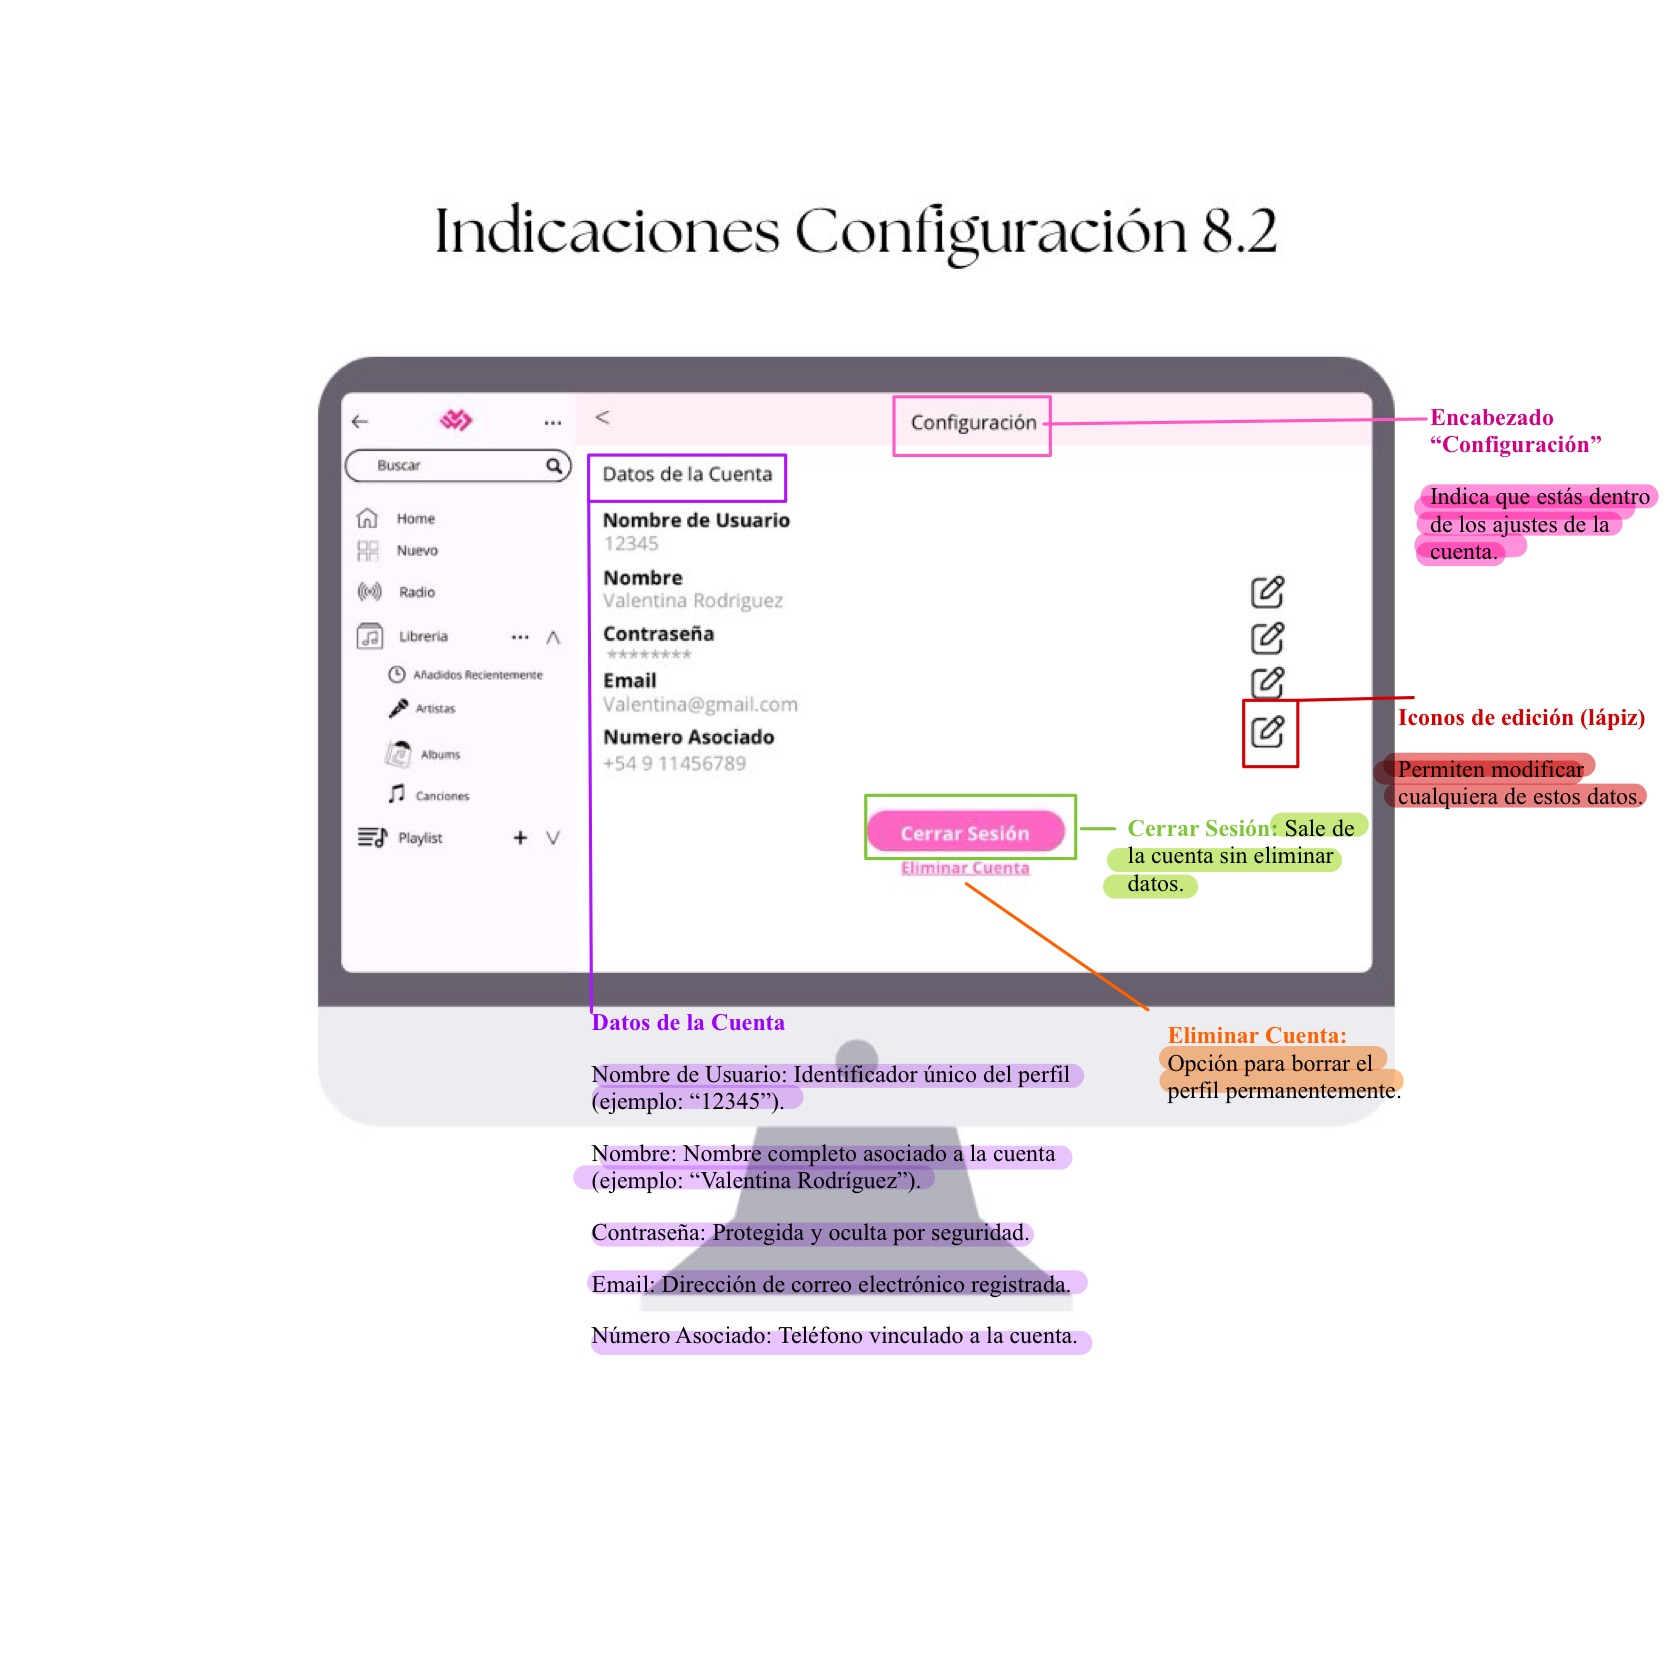 Indicaciones Configuración 8.2
Buscar
Home
Nuevo
Radio
Libreria
Añadidos Recientemente
Artistas
Albums
Canciones
Playlist
Configuración
Datos de la Cuenta
Nombre de Usuario
12345
Nombre
Valentina Rodriguez
Contraseña
********
Email
Valentina@gmail.com
Numero Asociado
+54 9 11456789
Cerrar Sesión
Eliminar Cuenta
Encabezado
“Configuración”
Indica que estás dentro
de los ajustes de la
cuenta.
Iconos de edición (lápiz)
Permiten modificar
cualquiera de estos datos.
Cerrar Sesión: Sale de
la cuenta sin eliminar
datos.
Eliminar Cuenta:
Opción para borrar el
perfil permanentemente.
Datos de la Cuenta
Nombre de Usuario: Identificador único del perfil
(ejemplo: “12345”).
Nombre: Nombre completo asociado a la cuenta
(ejemplo: “Valentina Rodríguez”).
Contraseña: Protegida y oculta por seguridad.
Email: Dirección de correo electrónico registrada.
Número Asociado: Teléfono vinculado a la cuenta.